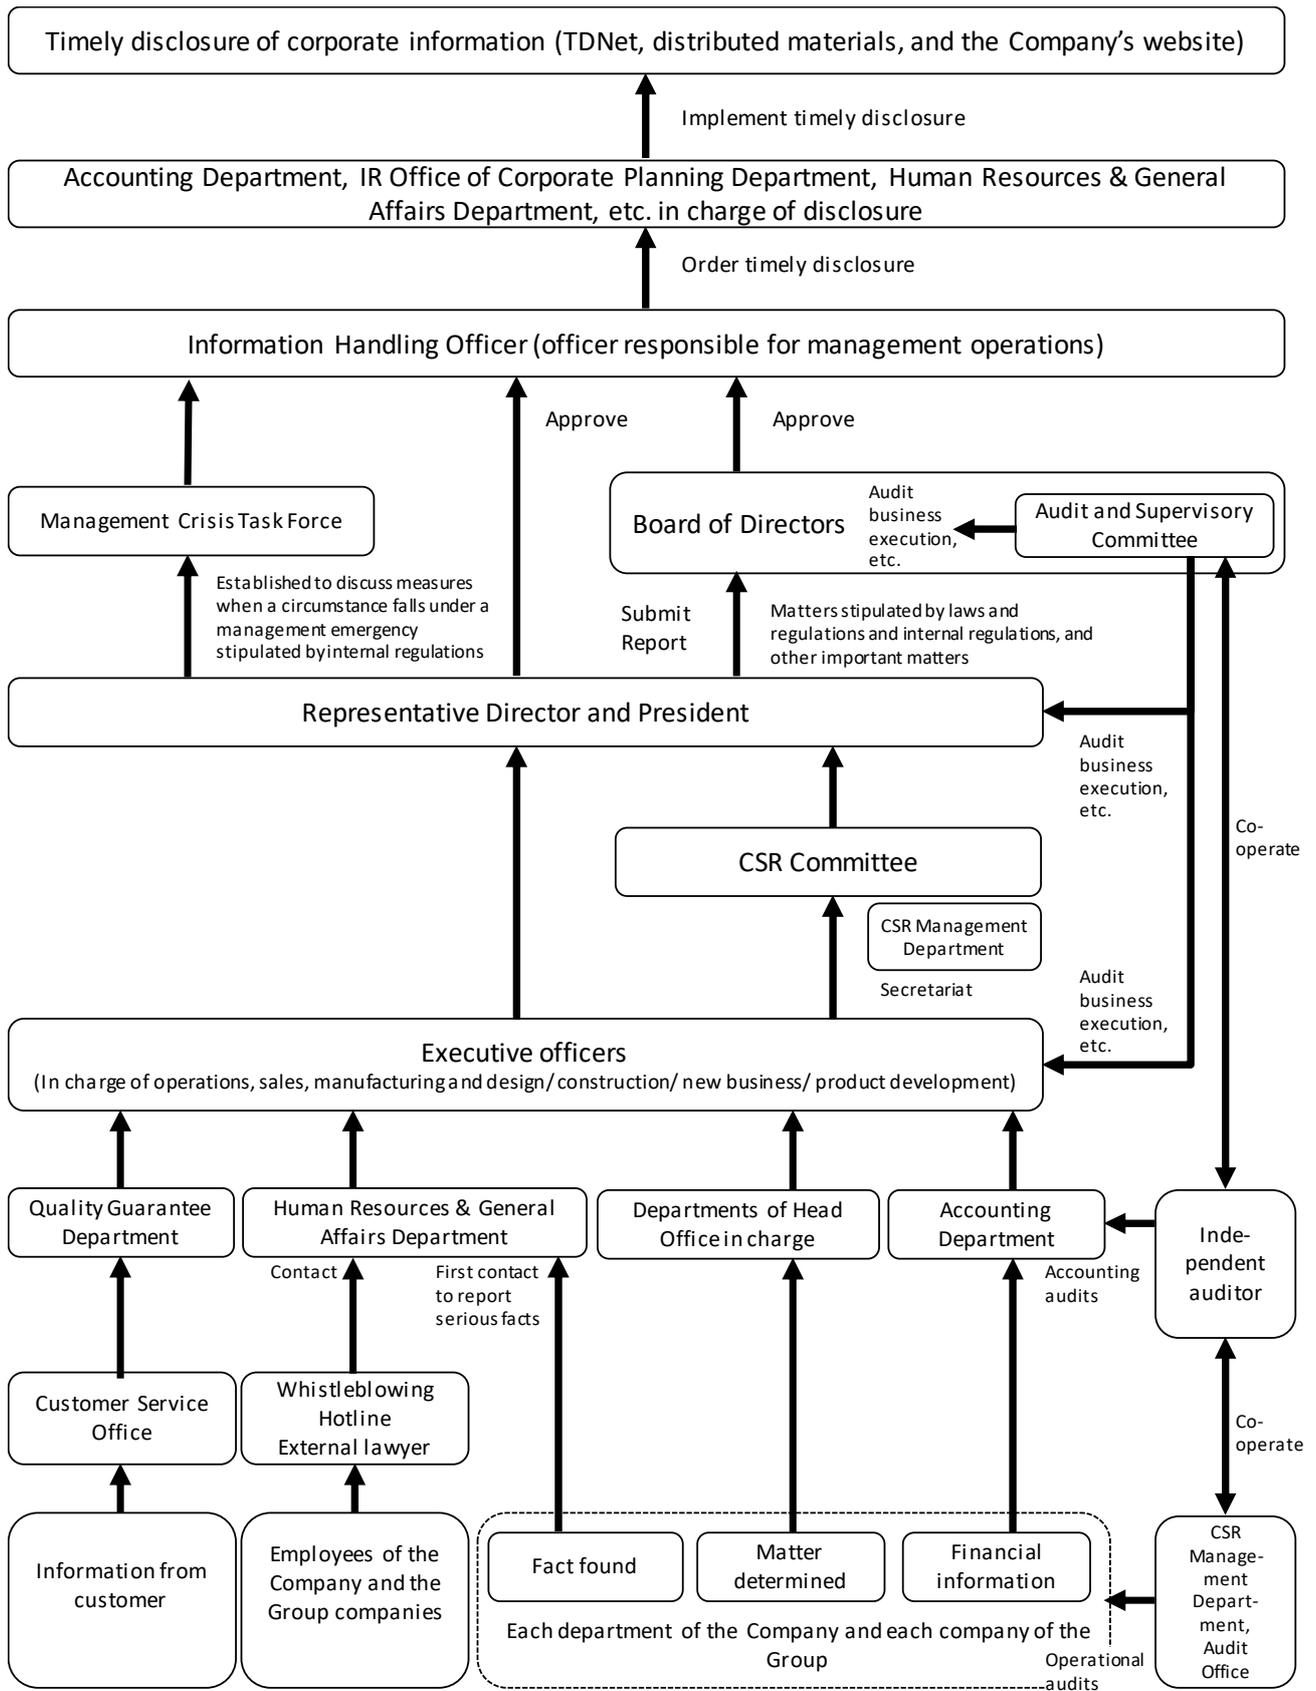 Timely disclosure of corporate information (TDNet, distributed materials, and the Company's website)
Implement timely disclosure
Accounting Department, IR Office of Corporate Planning Department, Human Resources & General
Affairs Department, etc. in charge of disclosure
Order timely disclosure
Information Handling Officer (officer responsible for management operations)
Approve
Approve
Management Crisis Task Force
Board of Directors
Audit
business
execution,
etc.
Audit and Supervisory
Committee
Established to discuss measures
when a circumstance falls under a
management emergency
stipulated by internal regulations
Submit
Report
Matters stipulated by laws and
regulations and internal regulations, and
other important matters
Representative Director and President
Audit
business
execution,
etc.
Co-
operate
CSR Committee
CSR Management
Department
Secretariat
Audit
business
execution,
etc.
Executive officers
(In charge of operations, sales, manufacturing and design/ construction/ new business/ product development)
Quality Guarantee
Department
Human Resources & General
Affairs Department
Departments of Head
Office in charge
Accounting
Department
Inde-
pendent
auditor
Contact
First contact
to report
serious facts
Accounting
audits
Customer Service
Office
Whistleblowing
Hotline
External lawyer
Co-
operate
Information from
customer
Employees of the
Company and the
Group companies
Fact found
Matter
determined
Financial
information
Each department of the Company and each company of the
Group
Operational
audits
CSR
Manage-
ment
Depart-
ment,
Audit
Office